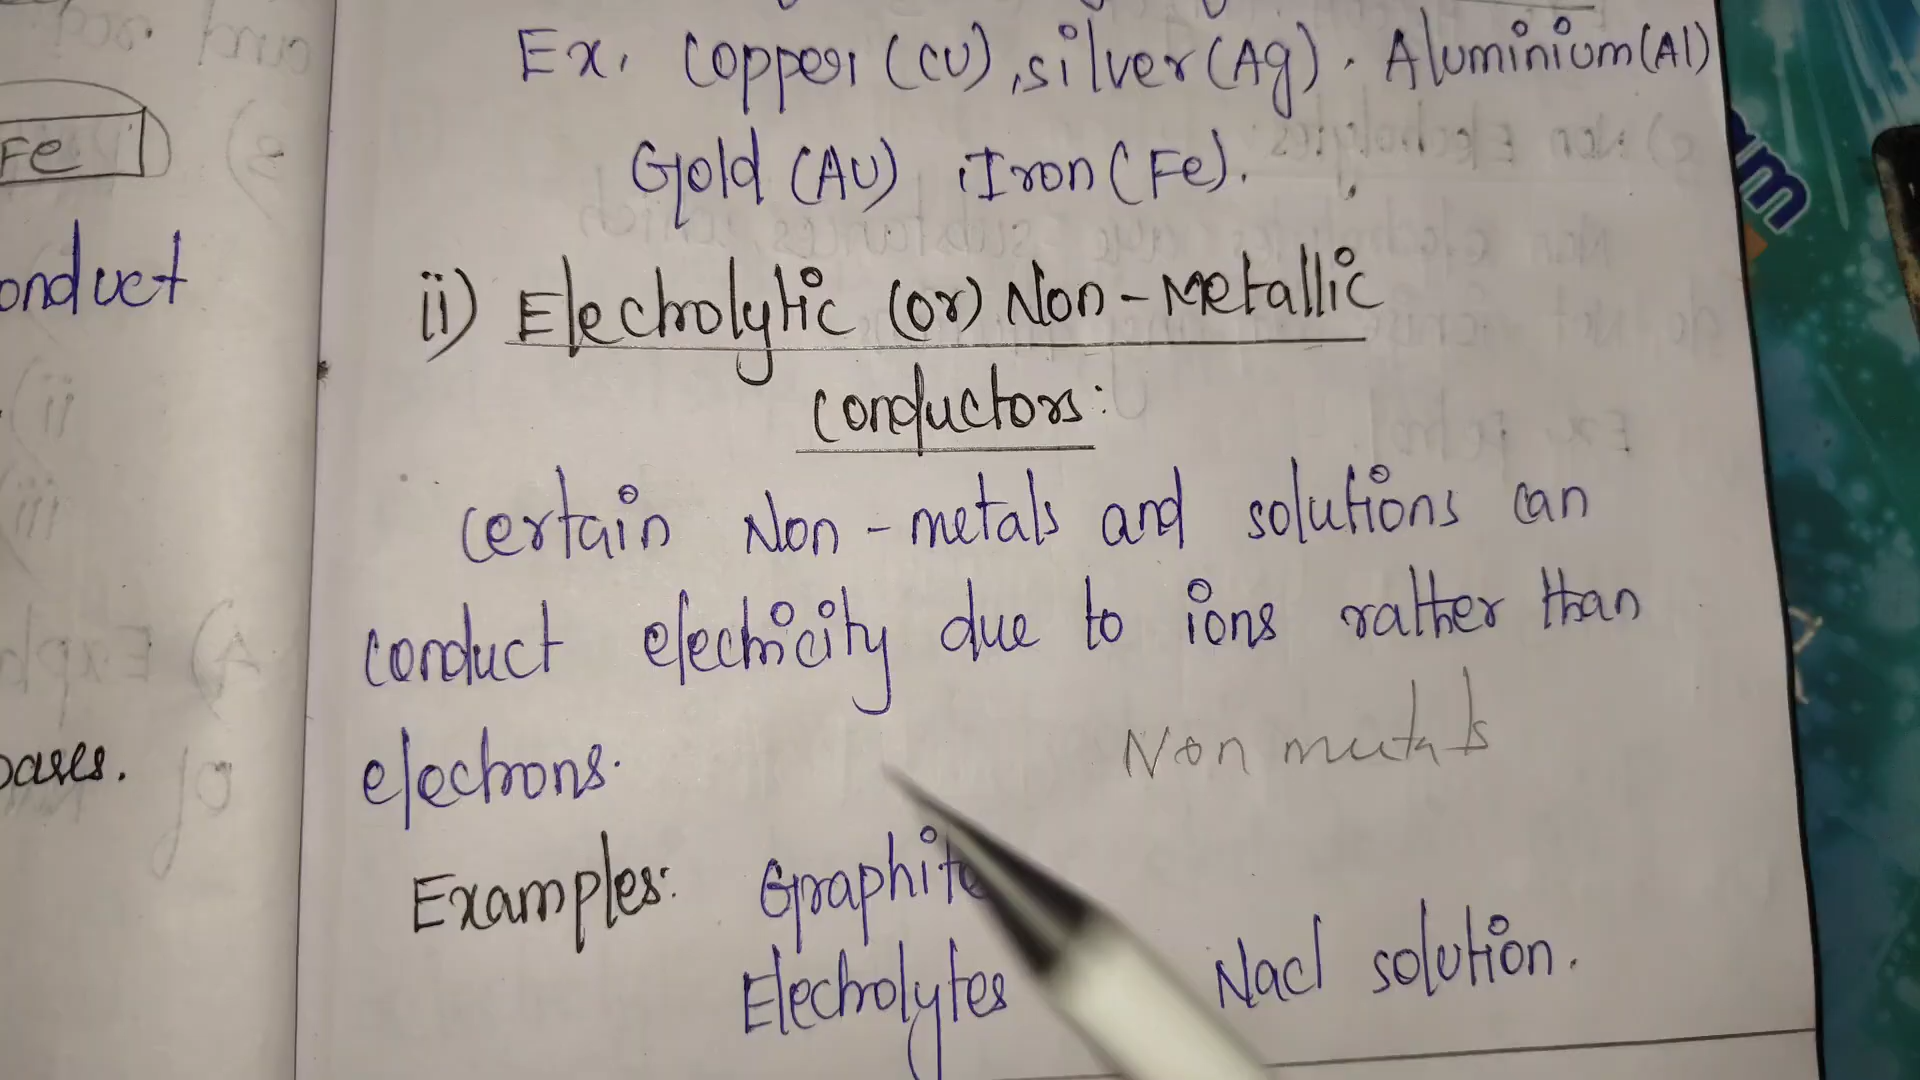 Ex. Copper (Cu), silver (Ag). Aluminium (Al)
Gold (Au) , Iron (Fe).
ii) Electrolytic (or) Non-Metallic
conductors:
certain Non-metals and solutions can
conduct electricity due to ions rather than
electrons.
Non metals
Examples: Graphite
Electrolytes Nacl solution.
Fe
onduct
bases.